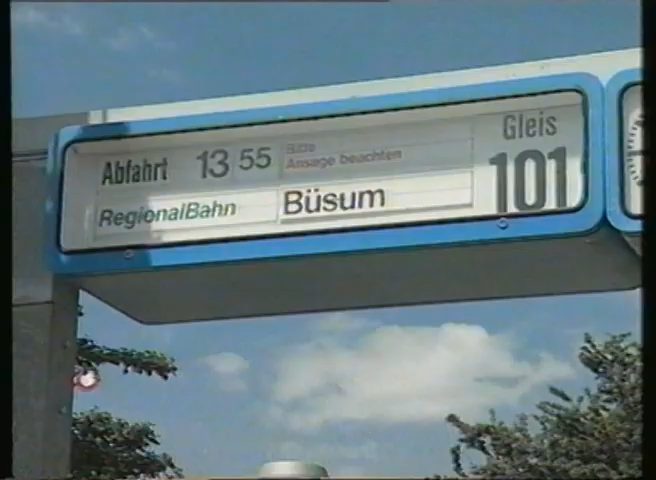 Abfahrt 13 55 Bitte Ansage beachten
RegionalBahn Büsum
Gleis 101